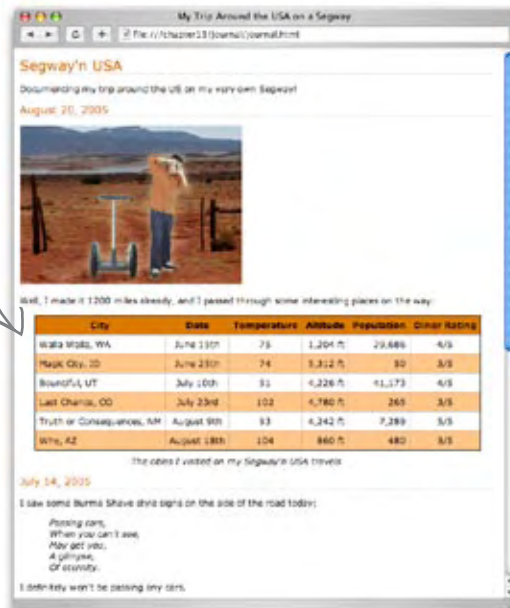 My Trip Around the USA on a Segway
file:///chapter13/journal/journal.html
Segway'n USA
Documenting my trip around the US on my very own Segway!
August 20, 2005
Well, I made it 1200 miles already, and I passed through some interesting places on the way:
City Date Temperature Altitude Population Diner Rating
Walla Walla, WA June 15th 75 1,204 ft 29,686 4/5
Magic City, ID June 25th 74 5,312 ft 50 3/5
Bountiful, UT July 10th 91 4,226 ft 41,173 4/5
Last Chance, CO July 23rd 102 4,780 ft 265 3/5
Truth or Consequences, NM August 9th 93 4,242 ft 7,289 5/5
Why, AZ August 18th 104 860 ft 480 3/5
The cities I visited on my Segway'n USA travels
July 14, 2005
I saw some Burma Shave style signs on the side of the road today:
Passing cars,
When you can't see,
May get you,
A glimpse,
Of eternity.
I definitely won't be passing any cars.